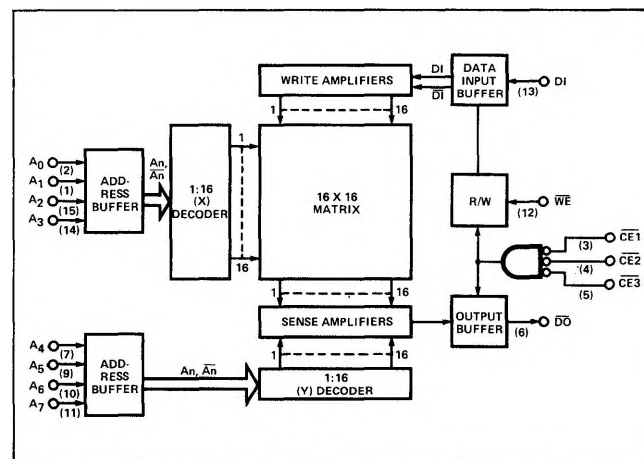 WRITE AMPLIFIERS
DI
DI
DATA
INPUT
BUFFER
(13)
DI
1
16
A0
(2)
A1
(1)
A2
(15)
A3
(14)
ADD-
RESS
BUFFER
An,
An
1:16
(X)
DECODER
1
16
16 X 16
MATRIX
R/W
(12)
WE
(3)
CE1
(4)
CE2
(5)
CE3
1
16
SENSE AMPLIFIERS
OUTPUT
BUFFER
(6)
DO
1
16
A4
(7)
A5
(9)
A6
(10)
A7
(11)
ADD-
RESS
BUFFER
An, An
1:16
(Y) DECODER